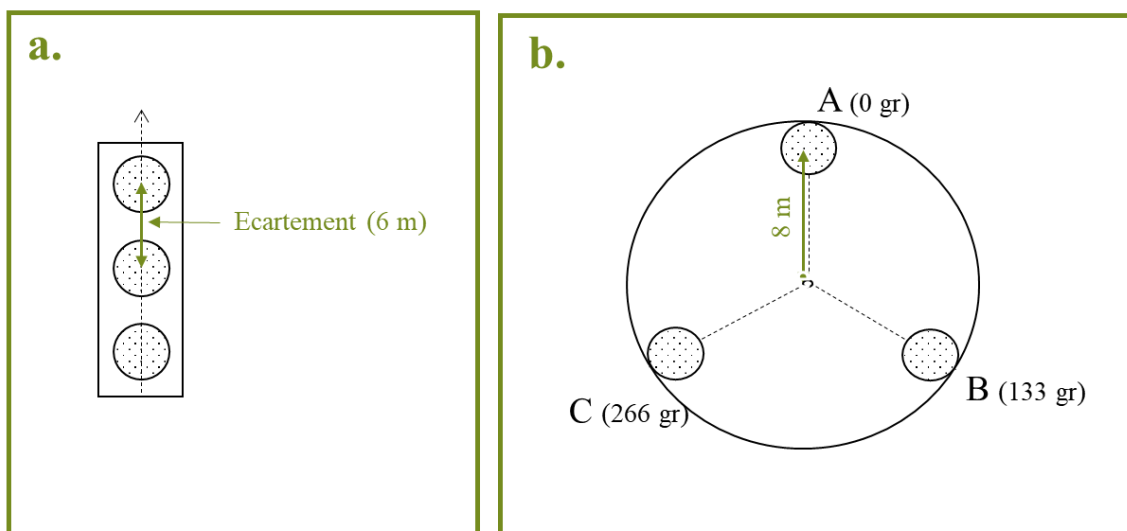 a.
Ecartement (6 m)
b.
A (0 gr)
8 m
C (266 gr)
B (133 gr)